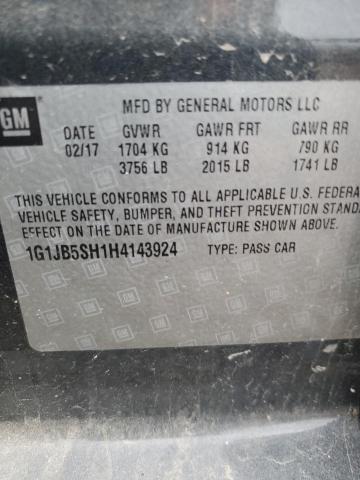 GM
MFD BY GENERAL MOTORS LLC
DATE GVWR GAWR FRT GAWR RR
02/17 1704 KG 914 KG 790 KG
3756 LB 2015 LB 1741 LB
THIS VEHICLE CONFORMS TO ALL APPLICABLE U.S. FEDERA
VEHICLE SAFETY, BUMPER, AND THEFT PREVENTION STANDA
IN EFFECT ON THE DATE OF MANUFACTURE SHOWN ABOVE.
1G1JB5SH1H4143924 TYPE: PASS CAR